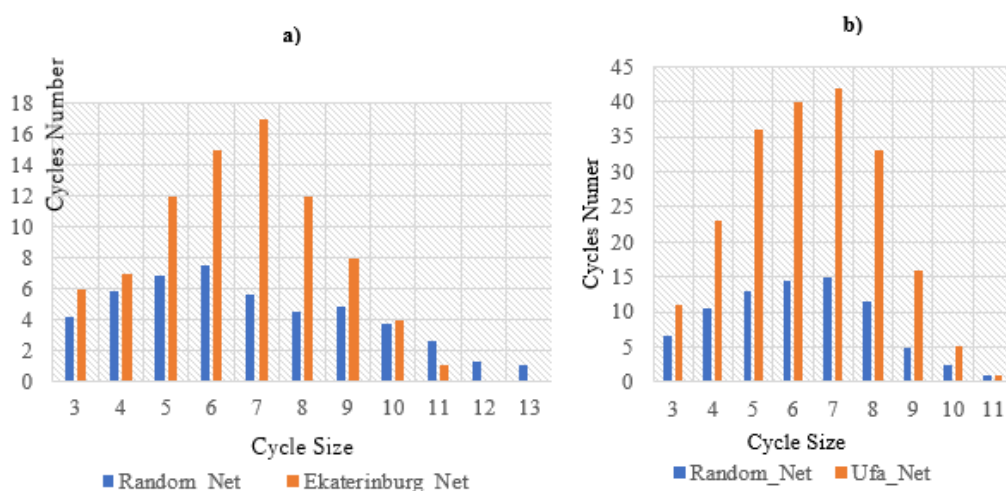 a)
Cycles Number
18
16
14
12
10
8
6
4
2
0
3 4 5 6 7 8 9 10 11 12 13
Cycle Size
Random_Net Ekaterinburg_Net
b)
Cycles Numer
45
40
35
30
25
20
15
10
5
0
3 4 5 6 7 8 9 10 11
Cycle Size
Random_Net Ufa_Net